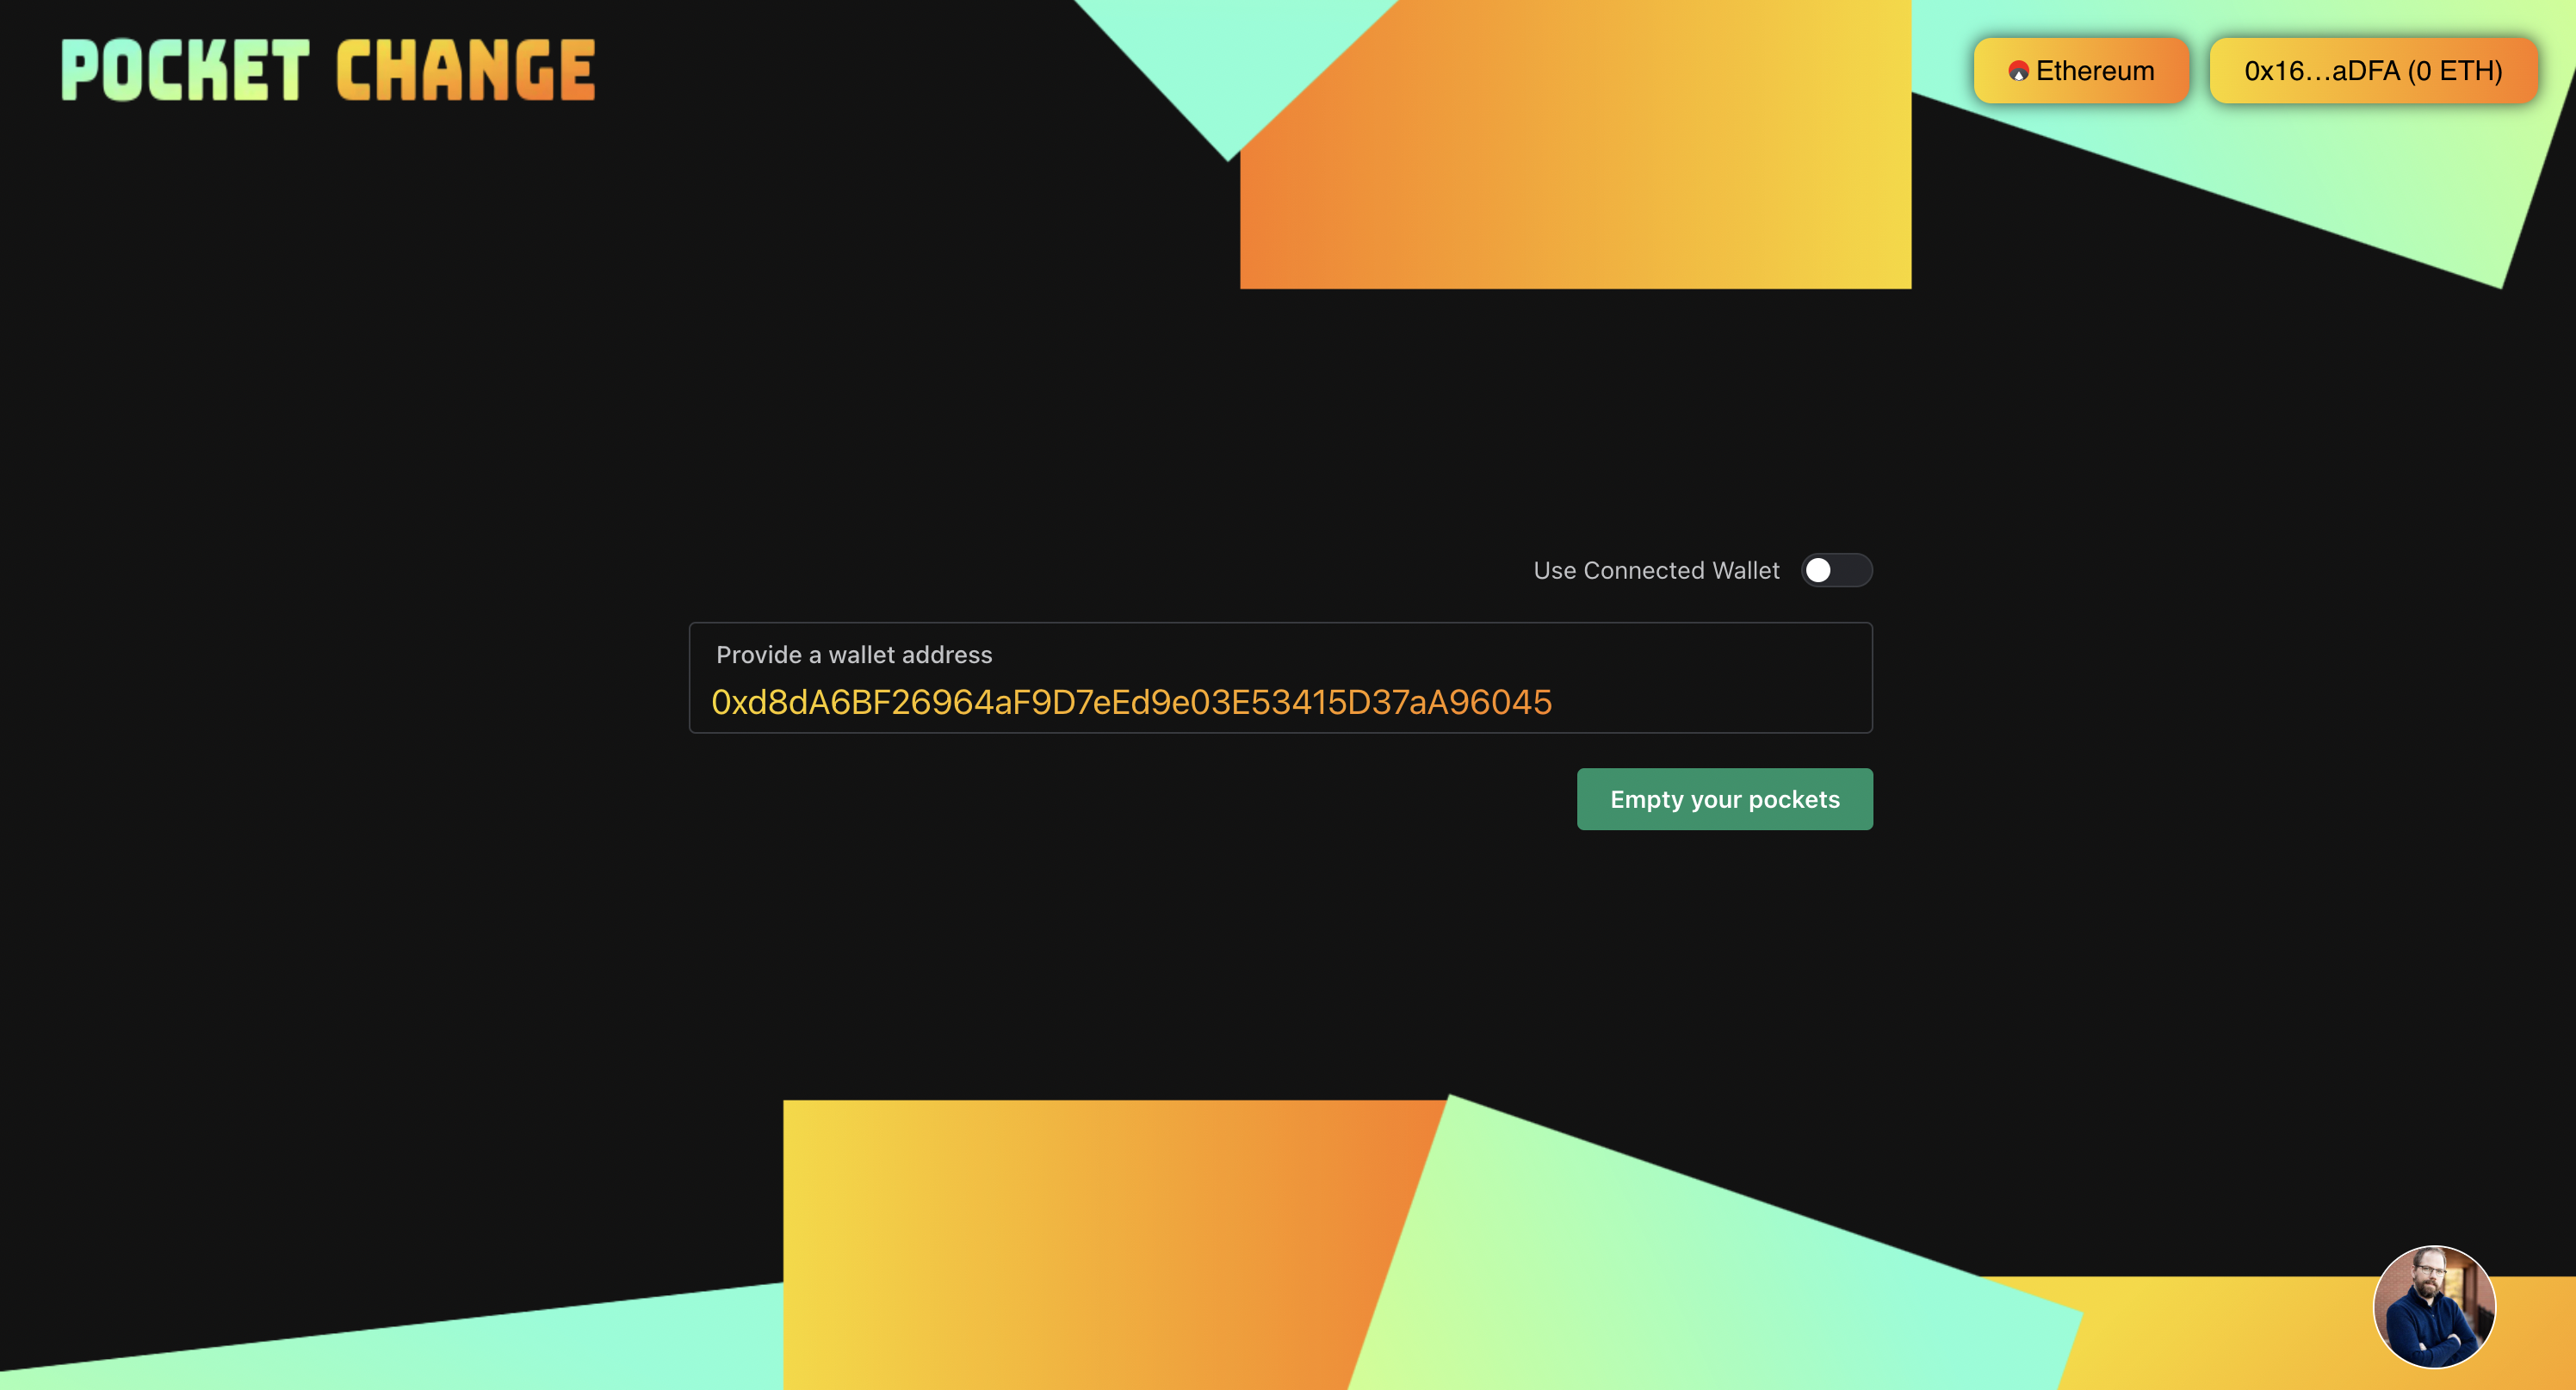 POCKET CHANGE
Ethereum
0x16...aDFA (0 ETH)
Use Connected Wallet
Provide a wallet address
0xd8dA6BF26964aF9D7eEd9e03E53415D37aA96045
Empty your pockets